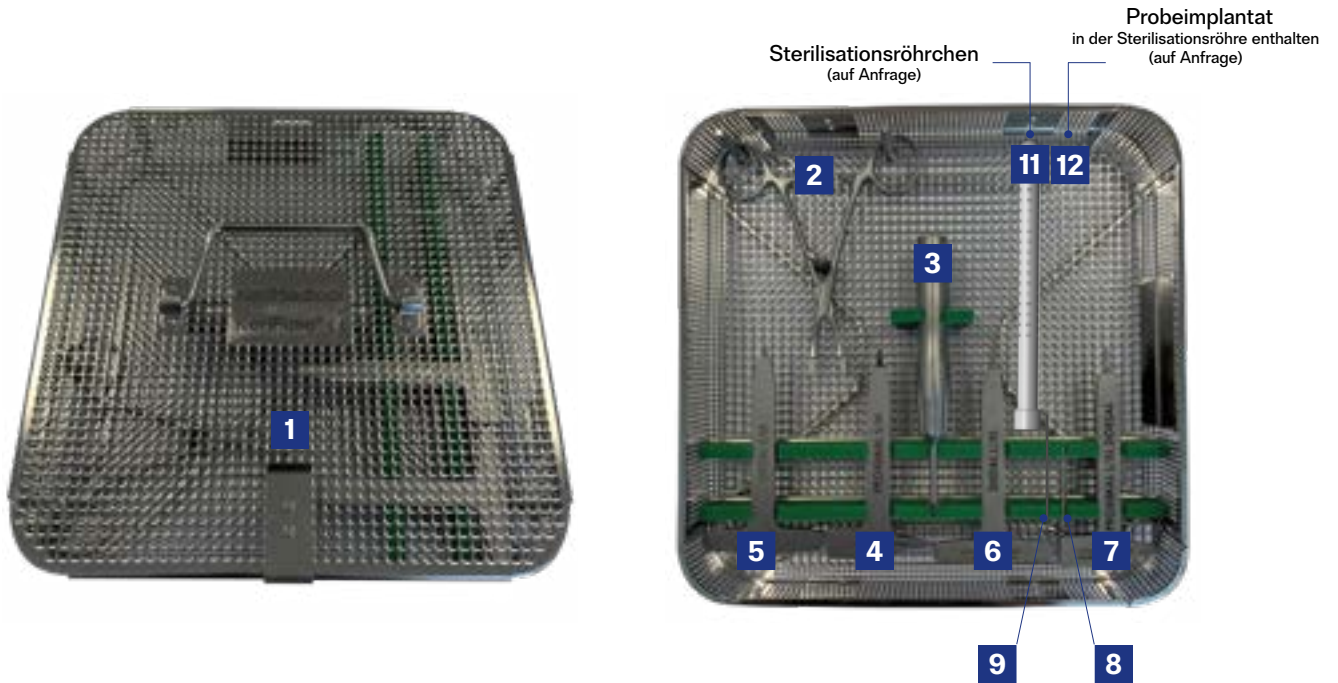 Probeimplantat
in der Sterilisationsröhre enthalten
(auf Anfrage)
Sterilisationsröhrchen
(auf Anfrage)
1
2
11
12
3
5
4
6
7
9
8